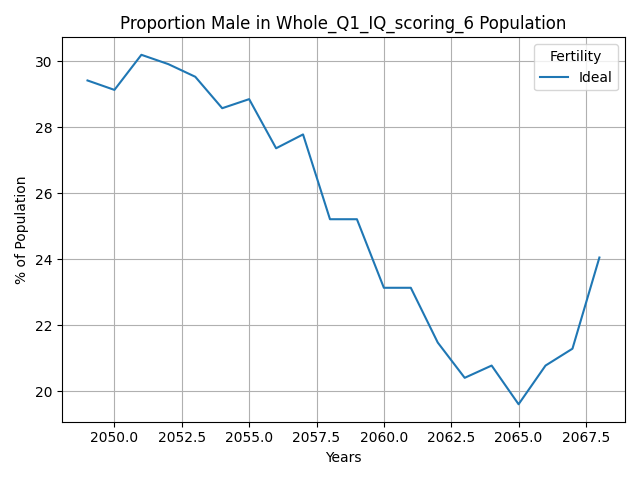 Proportion Male in Whole_Q1_IQ_scoring_6 Population
Fertility
Ideal
30
28
26
24
22
20
% of Population
2050.0 2052.5 2055.0 2057.5 2060.0 2062.5 2065.0 2067.5
Years